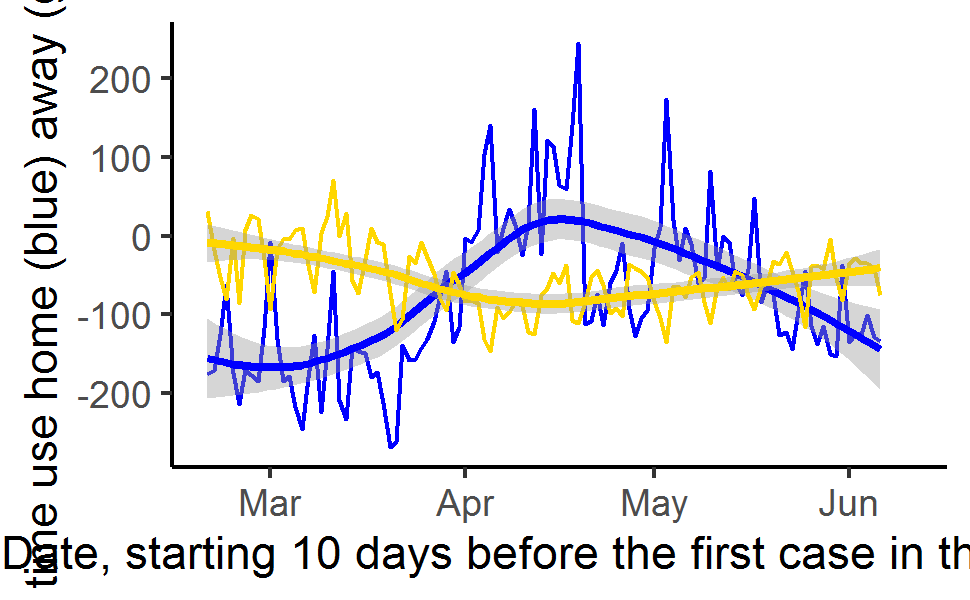 time use home (blue) away (
200
100
0
-100
-200
Mar Apr May Jun
Date, starting 10 days before the first case in th